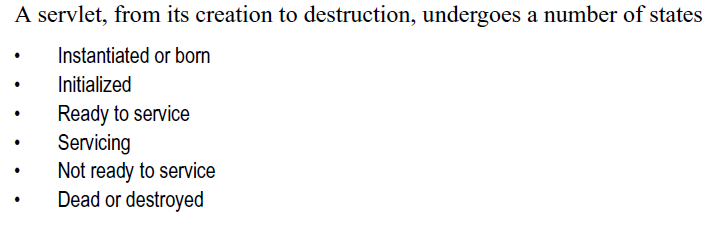 A servlet, from its creation to destruction, undergoes a number of states
• Instantiated or born
• Initialized
• Ready to service
• Servicing
• Not ready to service
• Dead or destroyed